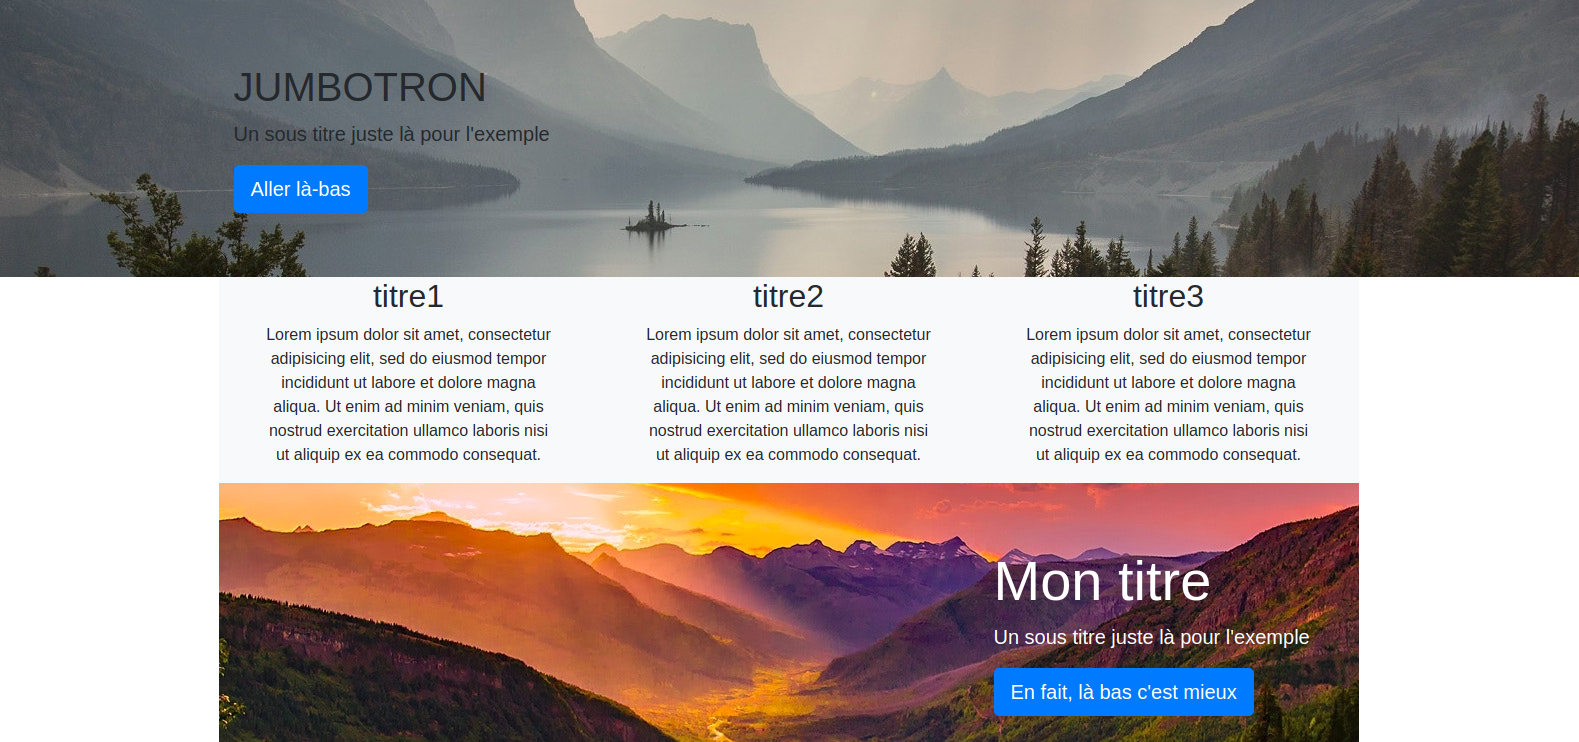 JUMBOTRON
Un sous titre juste là pour l'exemple
Aller là-bas
titre1
Lorem ipsum dolor sit amet, consectetur
adipisicing elit, sed do eiusmod tempor
incididunt ut labore et dolore magna
aliqua. Ut enim ad minim veniam, quis
nostrud exercitation ullamco laboris nisi
ut aliquip ex ea commodo consequat.
titre2
Lorem ipsum dolor sit amet, consectetur
adipisicing elit, sed do eiusmod tempor
incididunt ut labore et dolore magna
aliqua. Ut enim ad minim veniam, quis
nostrud exercitation ullamco laboris nisi
ut aliquip ex ea commodo consequat.
titre3
Lorem ipsum dolor sit amet, consectetur
adipisicing elit, sed do eiusmod tempor
incididunt ut labore et dolore magna
aliqua. Ut enim ad minim veniam, quis
nostrud exercitation ullamco laboris nisi
ut aliquip ex ea commodo consequat.
Mon titre
Un sous titre juste là pour l'exemple
En fait, là bas c'est mieux